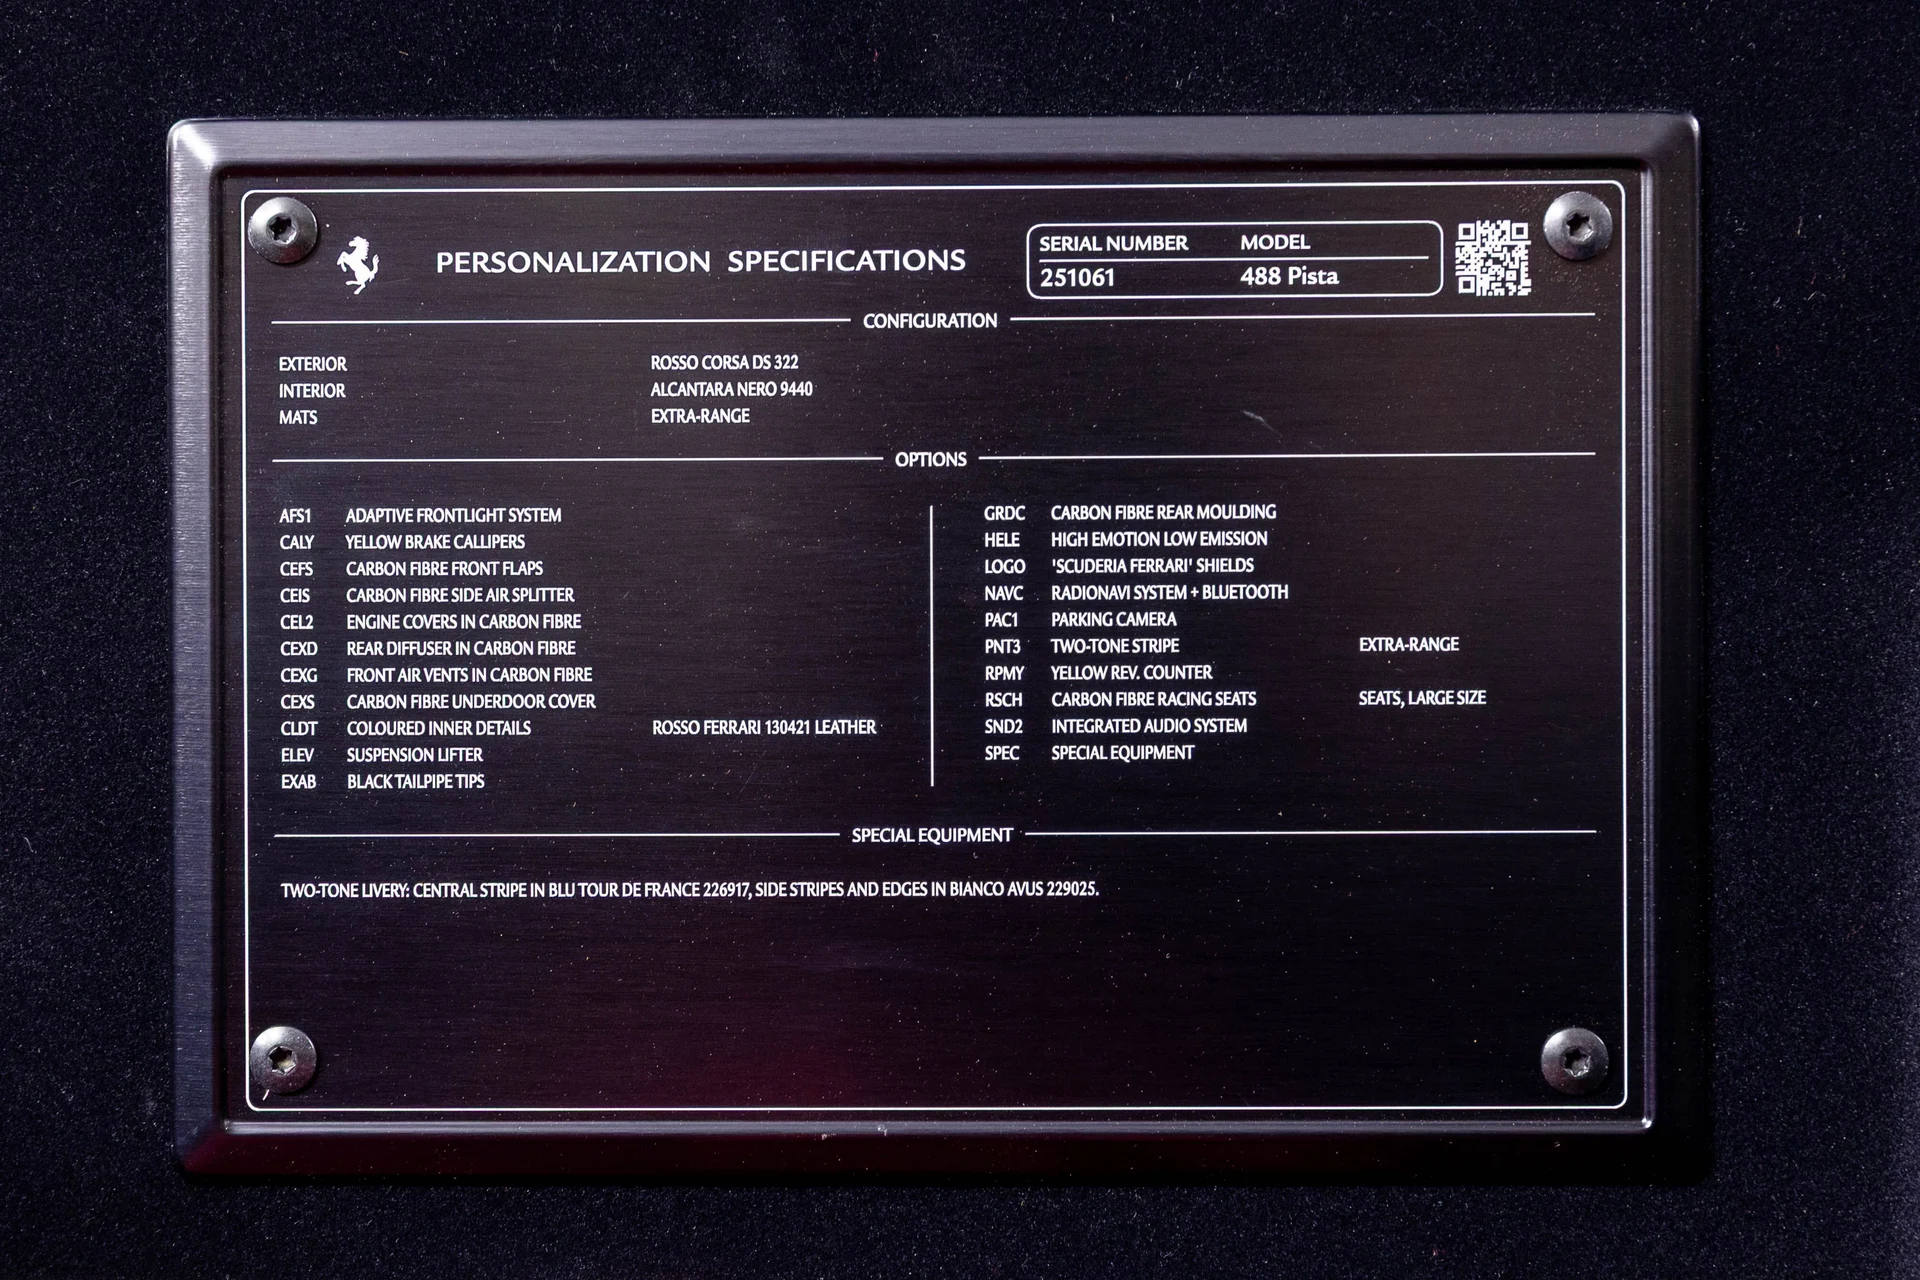 PERSONALIZATION SPECIFICATIONS
SERIAL NUMBER MODEL
251061 488 Pista
CONFIGURATION
EXTERIOR ROSSO CORSA DS 322
INTERIOR ALCANTARA NERO 9440
MATS EXTRA-RANGE
OPTIONS
AFS1 ADAPTIVE FRONTLIGHT SYSTEM
CALY YELLOW BRAKE CALLIPERS
CEFS CARBON FIBRE FRONT FLAPS
CEIS CARBON FIBRE SIDE AIR SPLITTER
CEL2 ENGINE COVERS IN CARBON FIBRE
CEXD REAR DIFFUSER IN CARBON FIBRE
CEXG FRONT AIR VENTS IN CARBON FIBRE
CEXS CARBON FIBRE UNDERDOOR COVER
CLDT COLOURED INNER DETAILS ROSSO FERRARI 130421 LEATHER
ELEV SUSPENSION LIFTER
EXAB BLACK TAILPIPE TIPS
GRDC CARBON FIBRE REAR MOULDING
HELE HIGH EMOTION LOW EMISSION
LOGO 'SCUDERIA FERRARI' SHIELDS
NAVC RADIONAVI SYSTEM + BLUETOOTH
PAC1 PARKING CAMERA
PNT3 TWO-TONE STRIPE EXTRA-RANGE
RPMY YELLOW REV. COUNTER
RSCH CARBON FIBRE RACING SEATS SEATS, LARGE SIZE
SND2 INTEGRATED AUDIO SYSTEM
SPEC SPECIAL EQUIPMENT
SPECIAL EQUIPMENT
TWO-TONE LIVERY: CENTRAL STRIPE IN BLU TOUR DE FRANCE 226917, SIDE STRIPES AND EDGES IN BIANCO AVUS 229025.